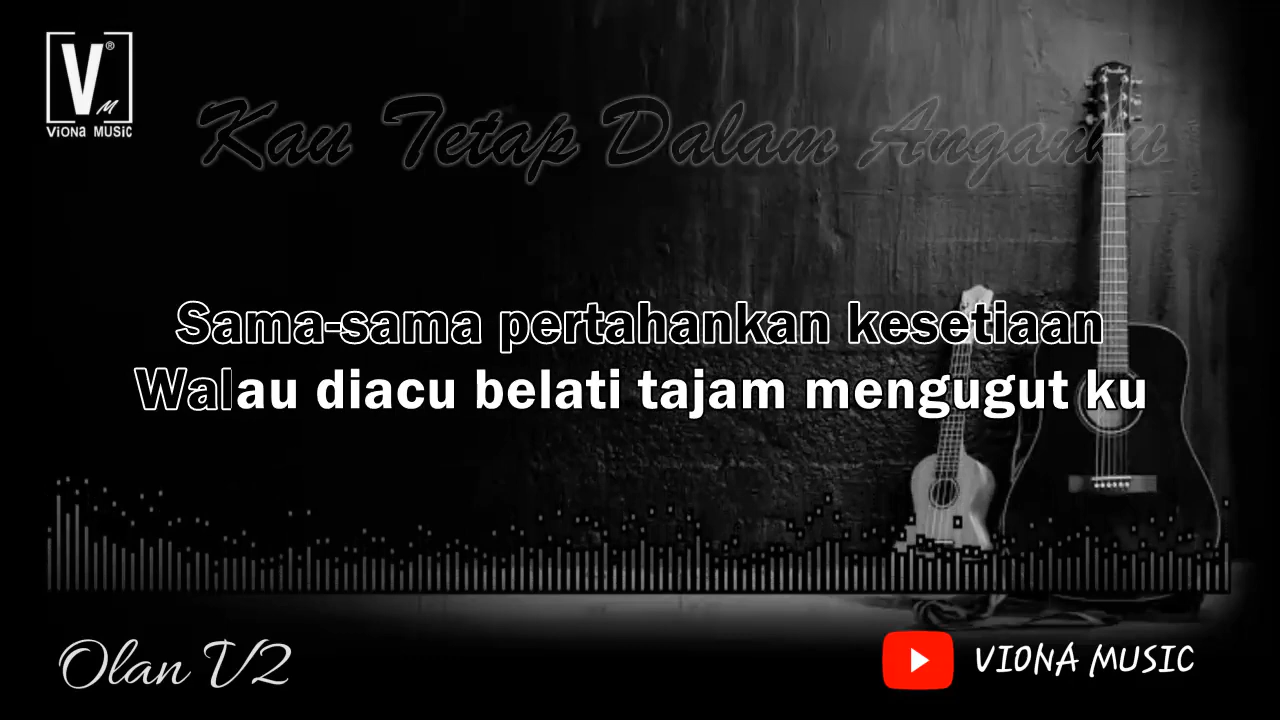 V®
M
ViONa MUSiC
Kau Tetap Dalam Anganku
Sama-sama pertahankan kesetiaan
Walau diacu belati tajam mengugut ku
Olan V2
VIONA MUSIC